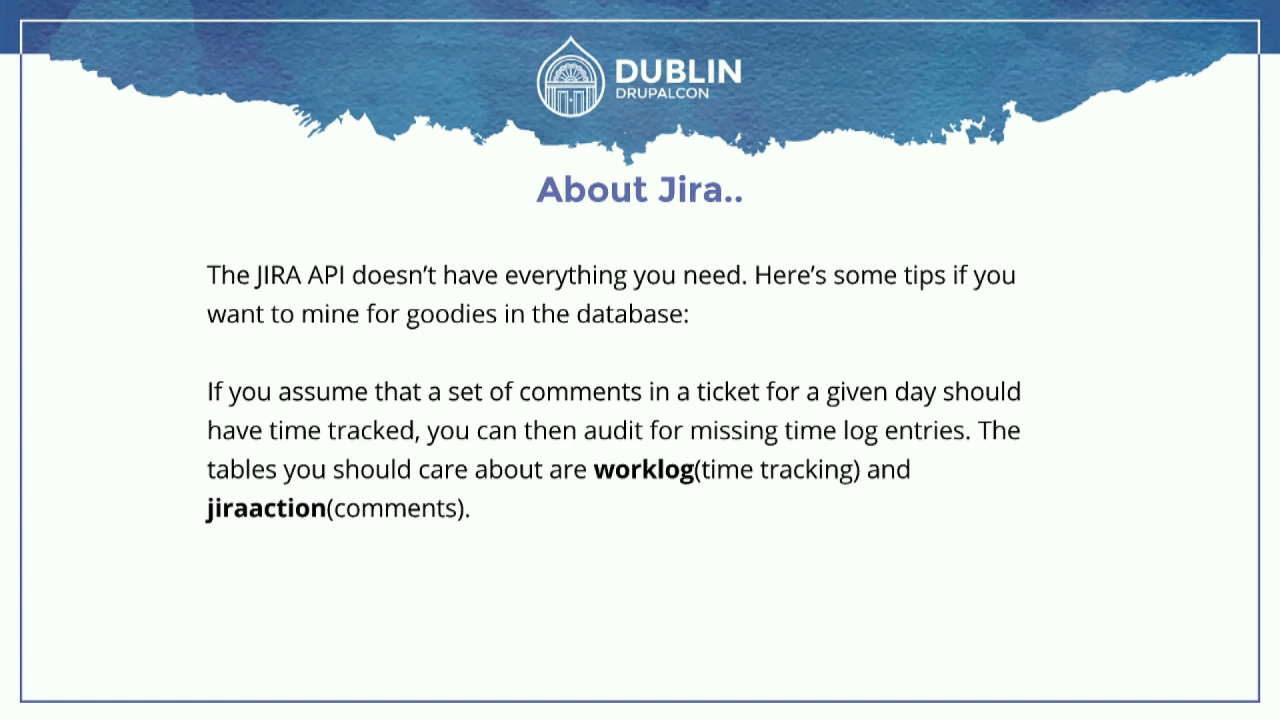 DUBLIN
DRUPALCON
About Jira..
The JIRA API doesn’t have everything you need. Here’s some tips if you
want to mine for goodies in the database:
If you assume that a set of comments in a ticket for a given day should
have time tracked, you can then audit for missing time log entries. The
tables you should care about are worklog(time tracking) and
jiraaction(comments).